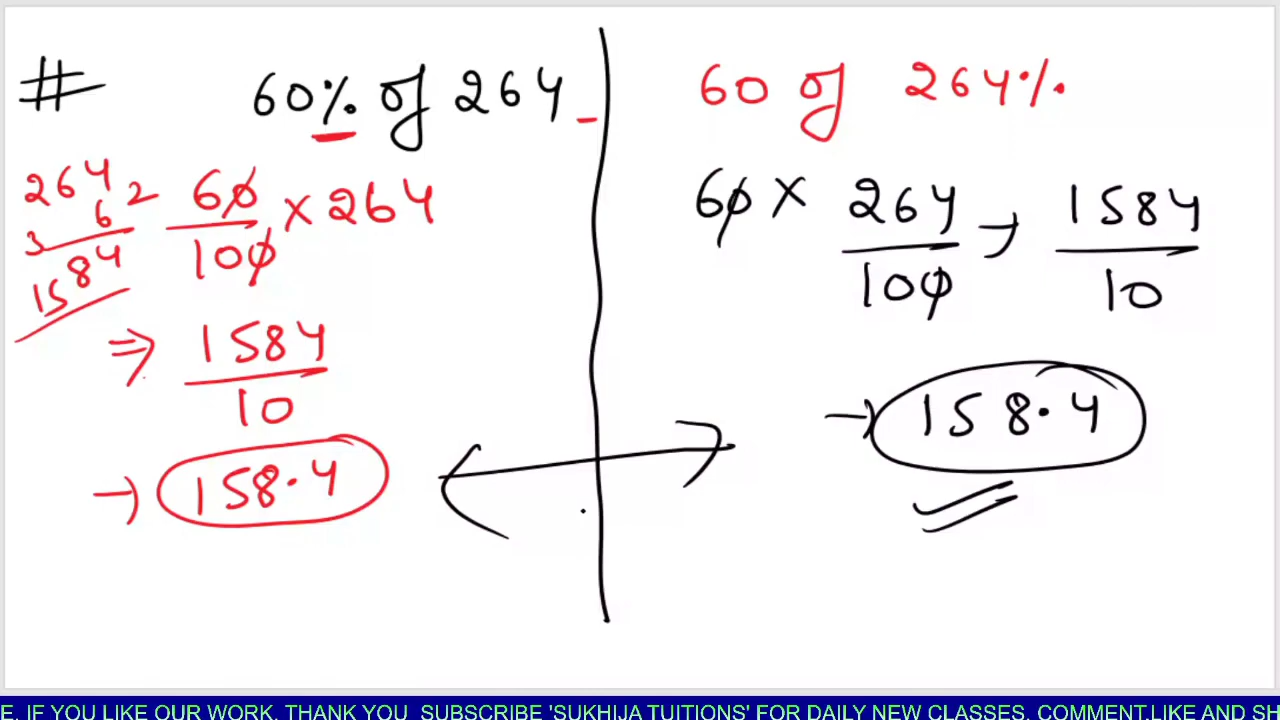 #
60% of 264
264
6
2
3
1584
60/100 × 264
⇒ 1584/10
→ 158.4
60 of 264%
60 × 264/100 → 1584/10
→ 158.4
E. IF YOU LIKE OUR WORK. THANK YOU SUBSCRIBE 'SUKHIJA TUITIONS' FOR DAILY NEW CLASSES. COMMENT,LIKE AND SH